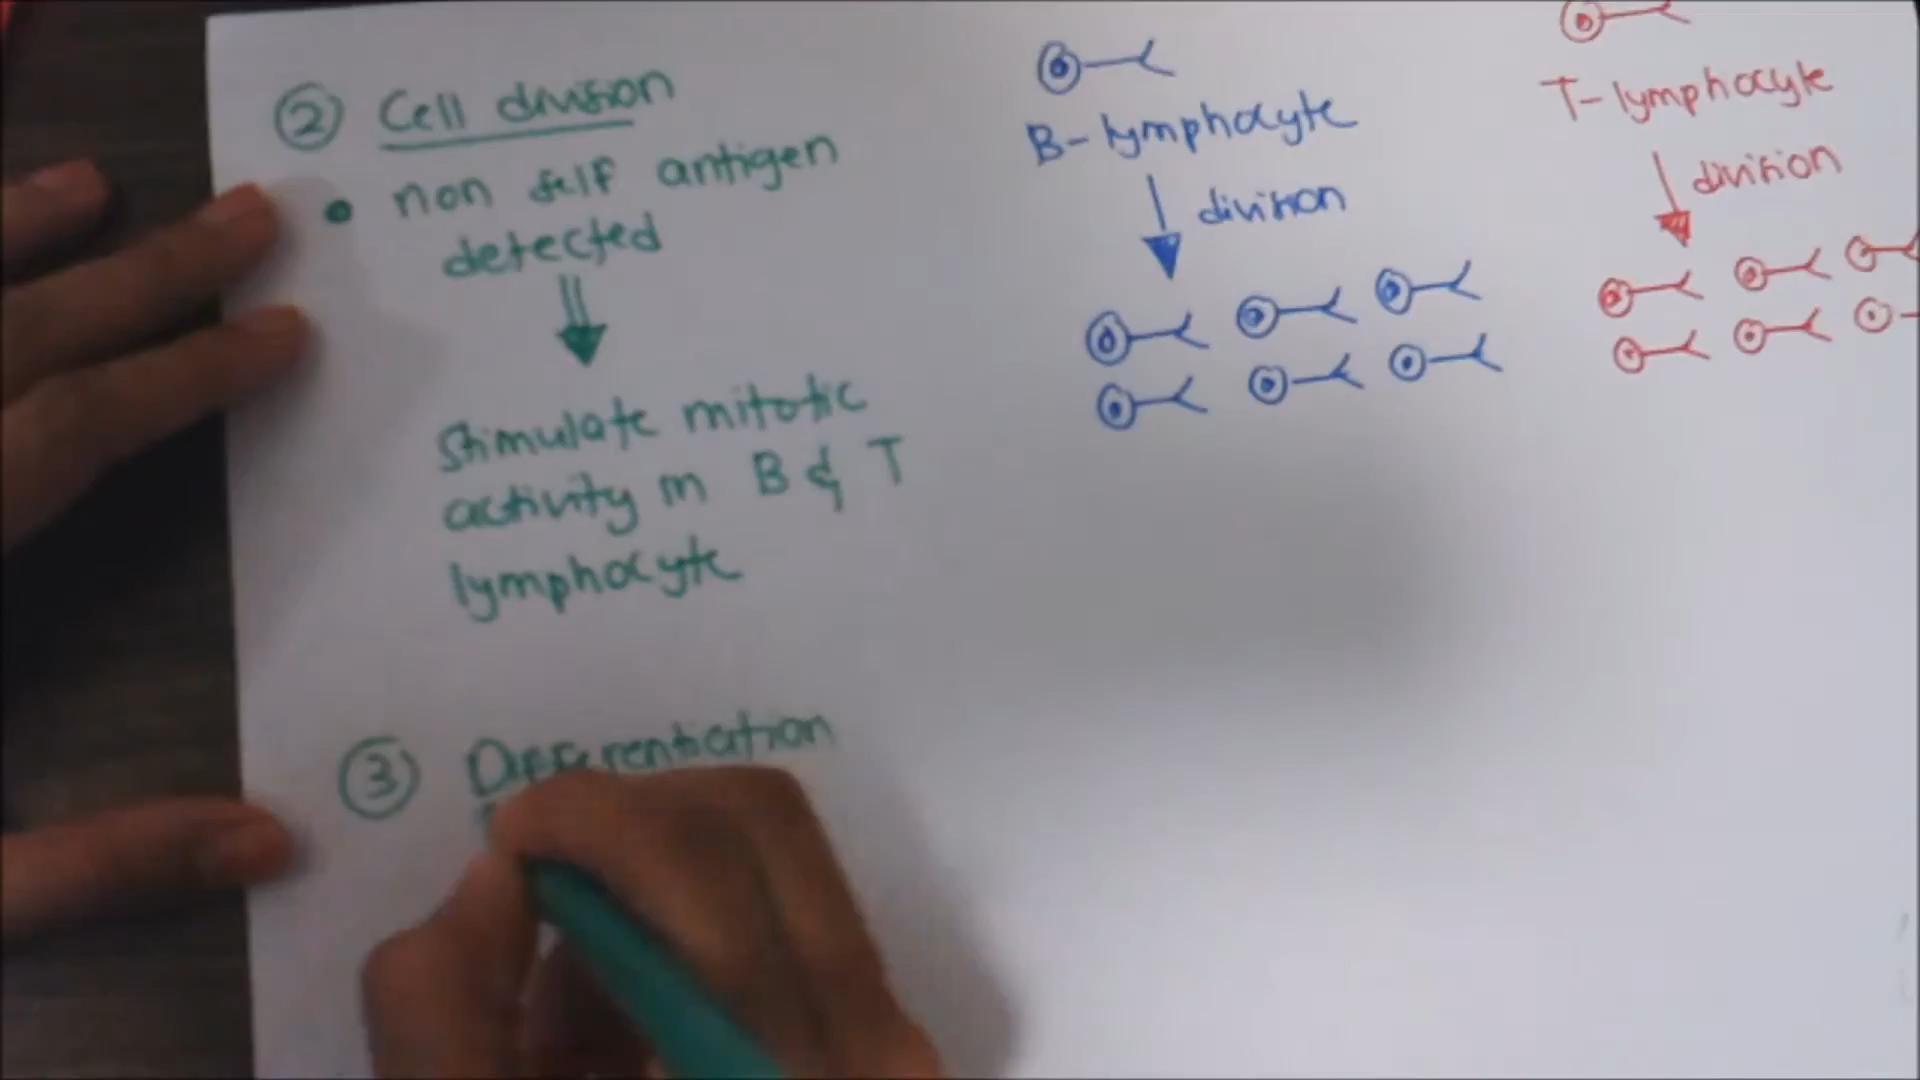 ② Cell division
• non self antigen
detected
Stimulate mitotic
activity in B & T
lymphocyte
③ Differentiation
B-lymphocyte
division
T-lymphocyte
division